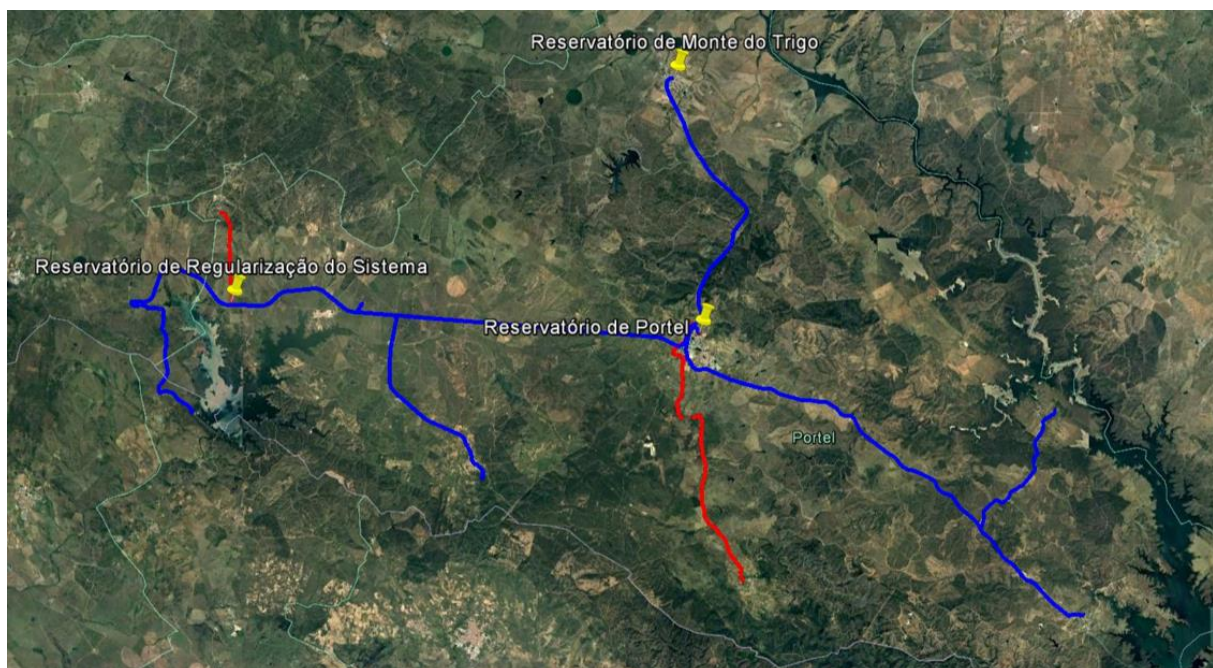 Reservatório de Monte do Trigo
Reservatório de Regularização do Sistema
Reservatório de Portel
Portel